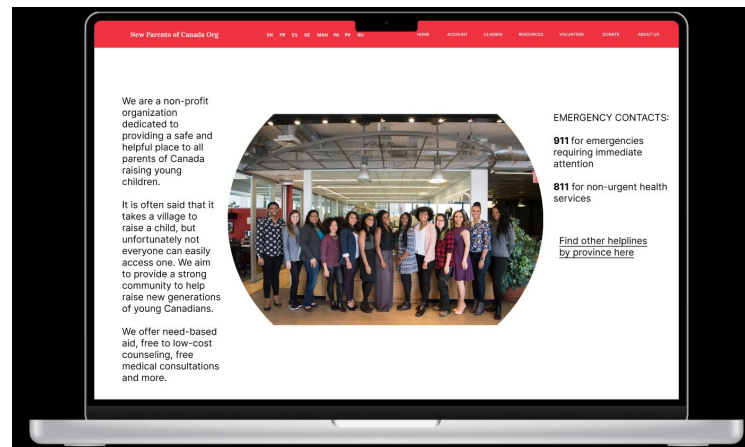 New Parents of Canada Org
EN FR ES DE MAN PA PR RU
HOME ACCOUNT CLASSES RESOURCES VOLUNTEER DONATE ABOUT US
We are a non-profit
organization
dedicated to
providing a safe and
helpful place to all
parents of Canada
raising young
children.
It is often said that it
takes a village to
raise a child, but
unfortunately not
everyone can easily
access one. We aim
to provide a strong
community to help
raise new generations
of young Canadians.
We offer need-based
aid, free to low-cost
counseling, free
medical consultations
and more.
EMERGENCY CONTACTS:
911 for emergencies
requiring immediate
attention
811 for non-urgent health
services
Find other helplines
by province here